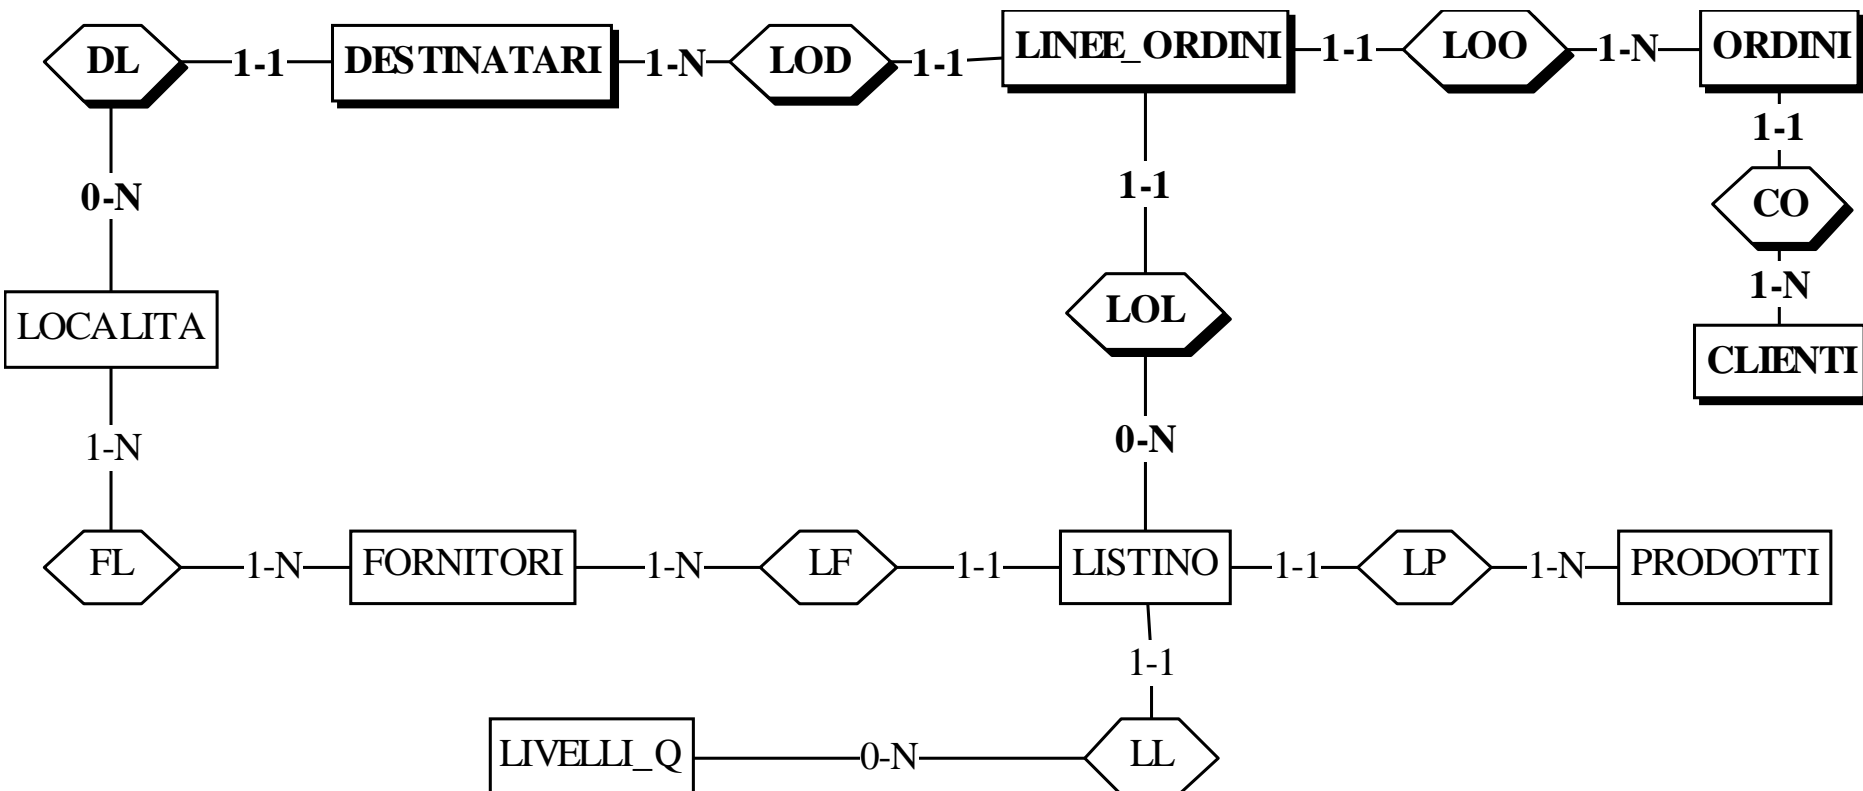 DL 1-1 DESTINATARI 1-N LOD 1-1 LINEE_ORDINI 1-1 LOO 1-N ORDINI
1-1
0-N 1-1 CO
1-N
LOCALITA LOL CLIENTI
1-N 0-N
FL 1-N FORNITORI 1-N LF 1-1 LISTINO 1-1 LP 1-N PRODOTTI
1-1
LIVELLI_Q 0-N LL